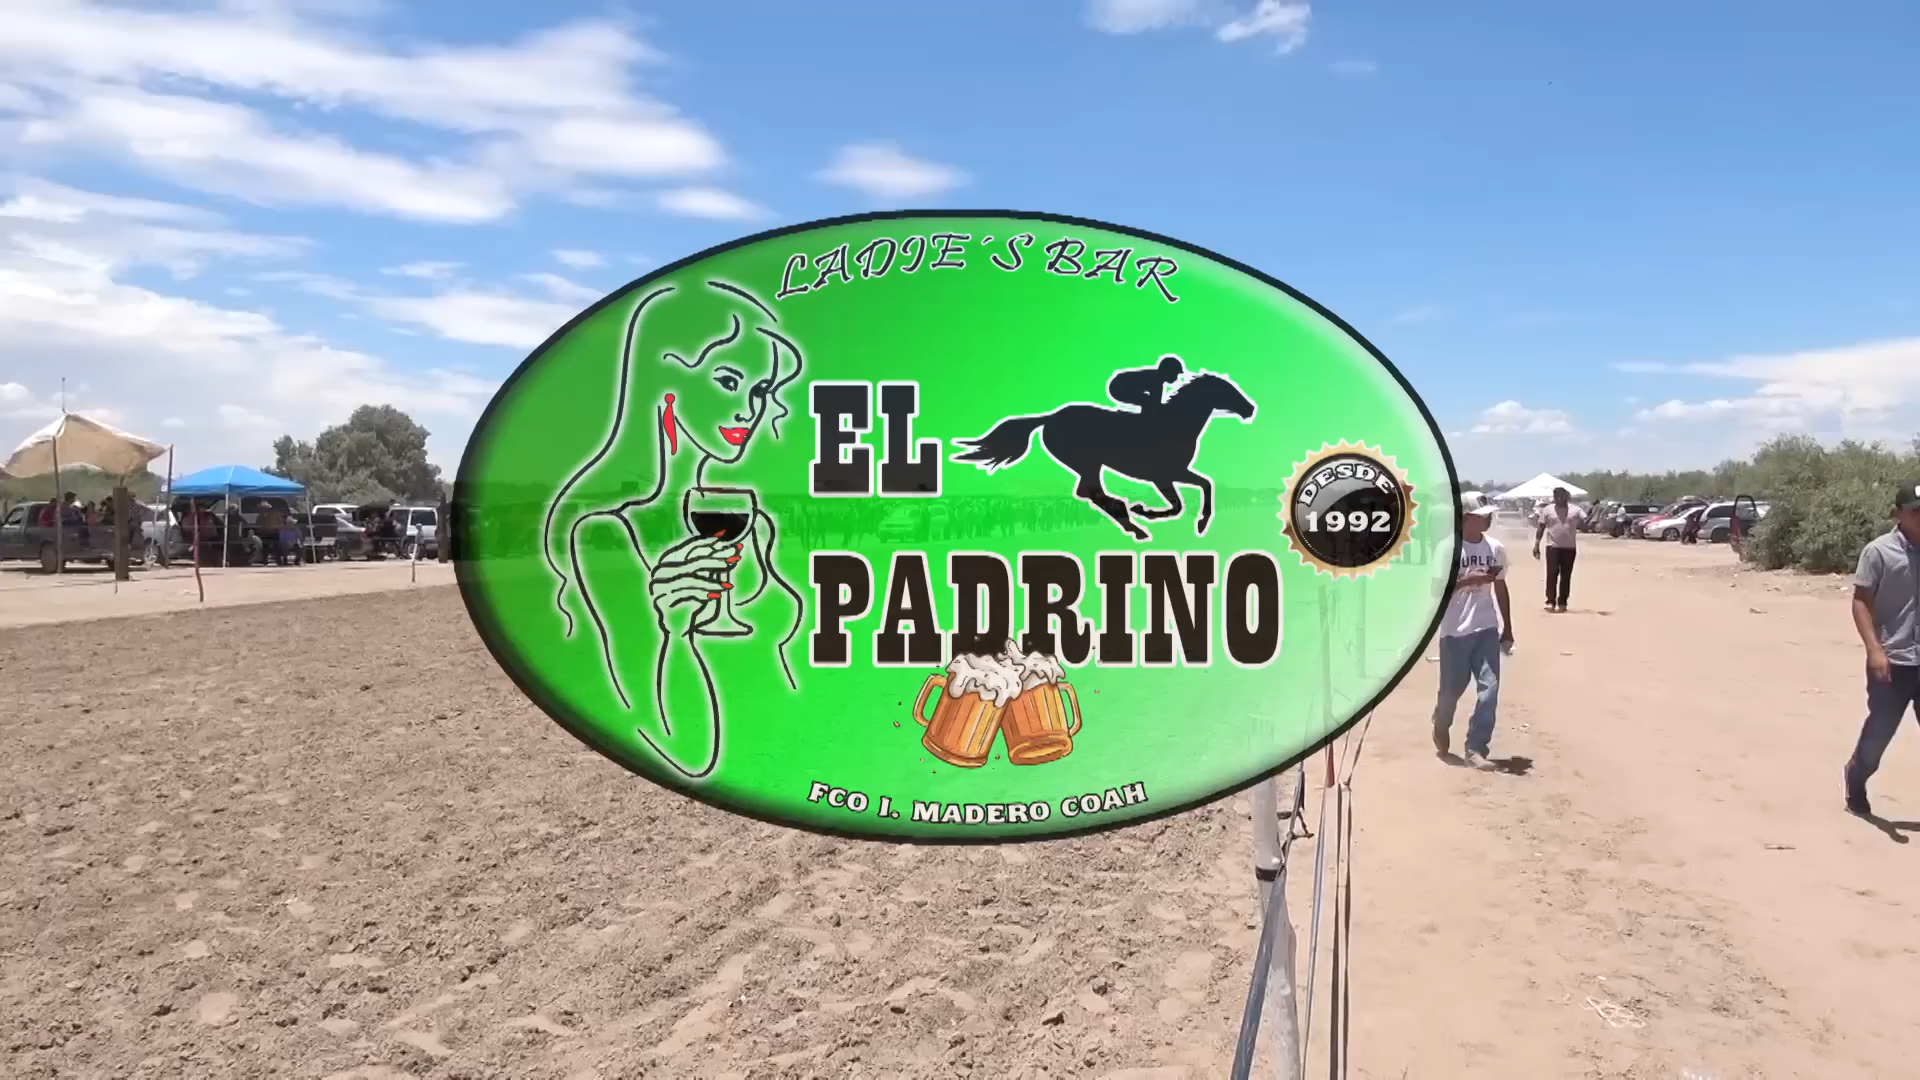 LADIE´S BAR
EL
PADRINO
DESDE
1992
FCO I. MADERO COAH